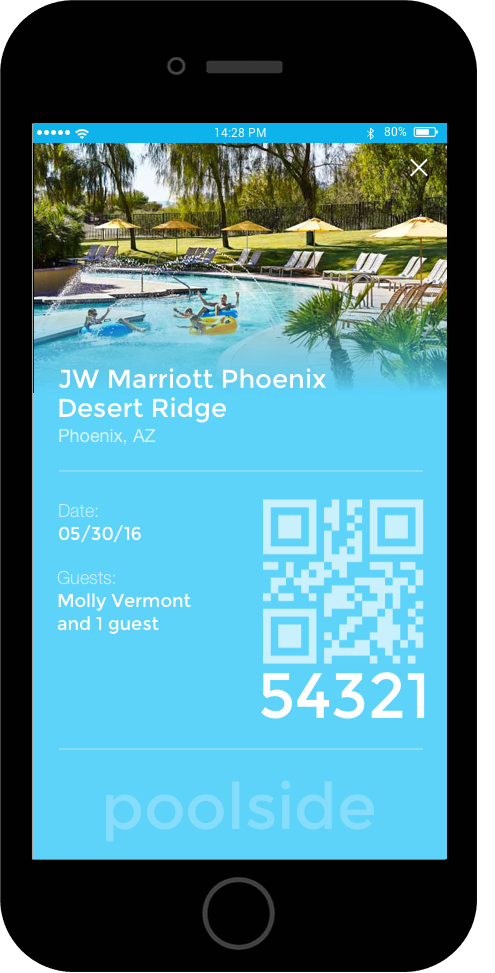 14:28 PM
80%
JW Marriott Phoenix
Desert Ridge
Phoenix, AZ
Date:
05/30/16
Guests:
Molly Vermont
and 1 guest
54321
poolside